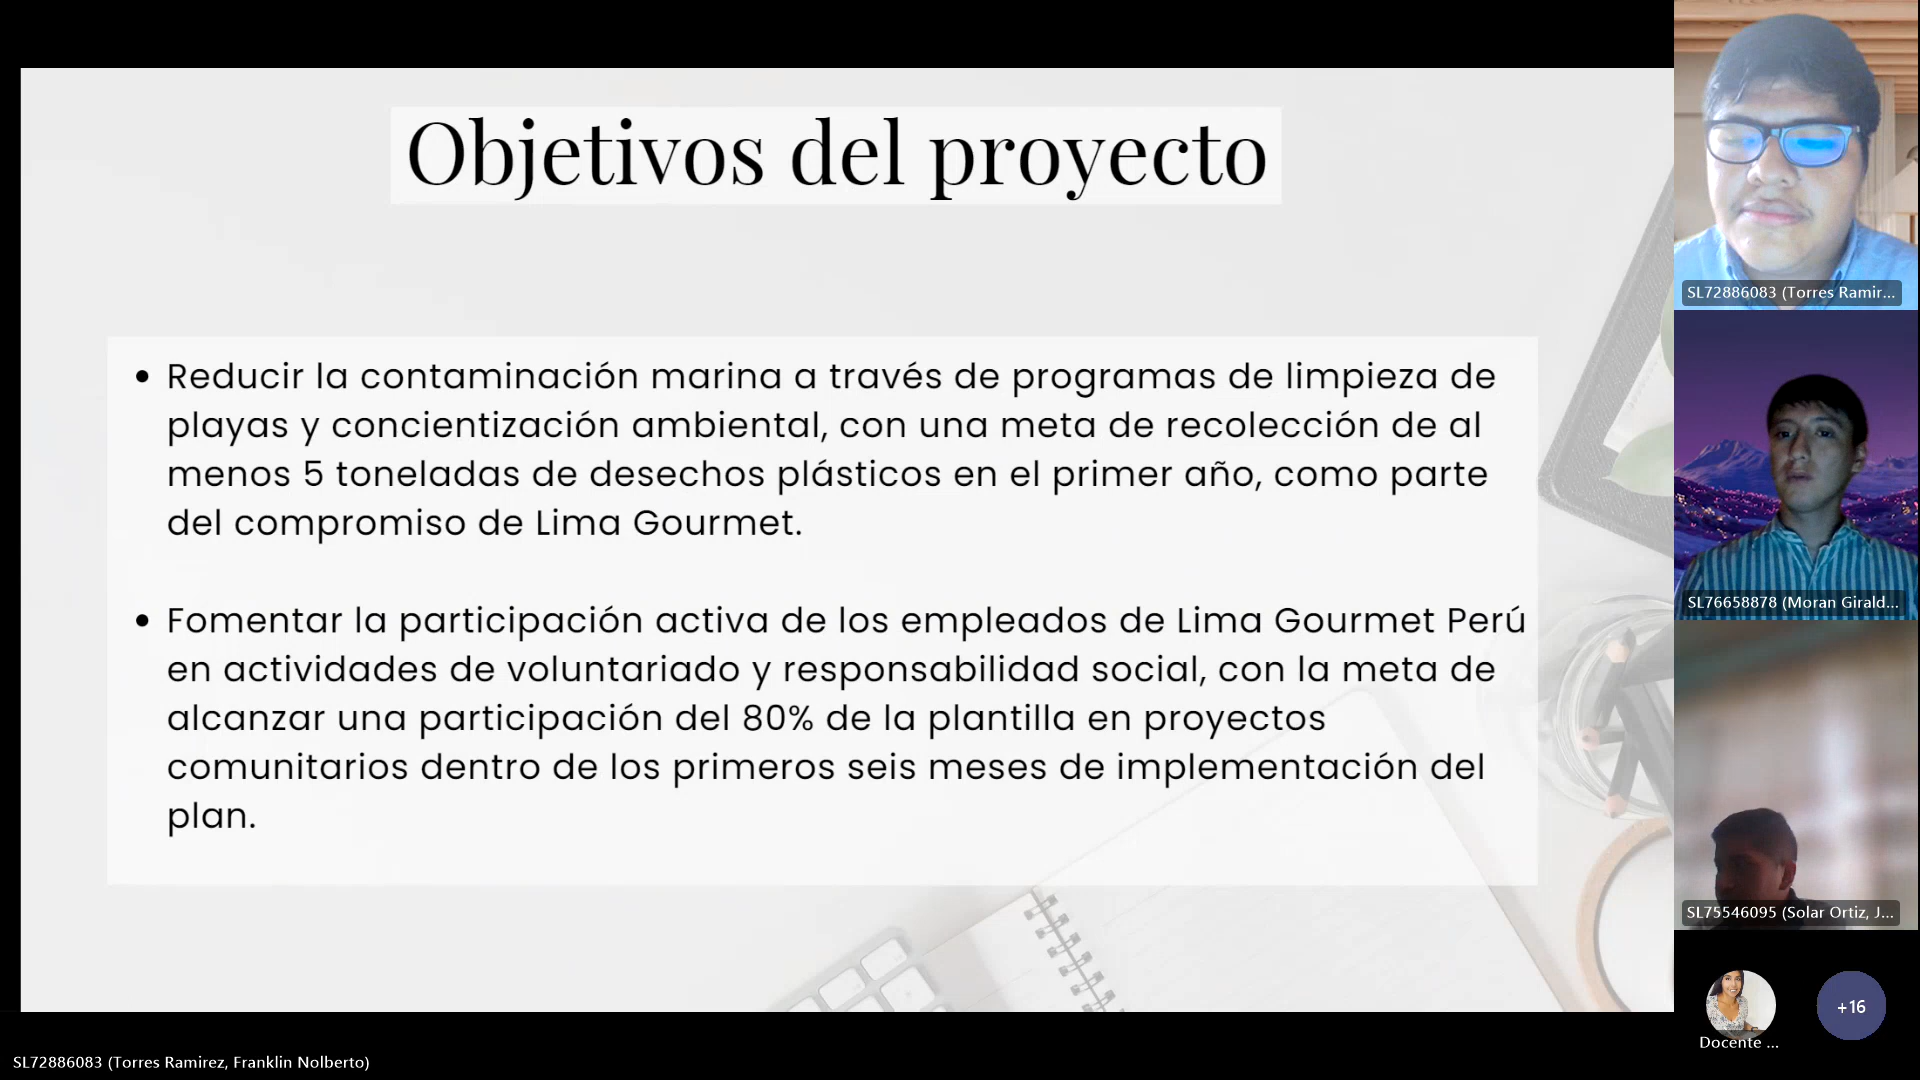 Objetivos del proyecto
• Reducir la contaminación marina a través de programas de limpieza de
playas y concientización ambiental, con una meta de recolección de al
menos 5 toneladas de desechos plásticos en el primer año, como parte
del compromiso de Lima Gourmet.
• Fomentar la participación activa de los empleados de Lima Gourmet Perú
en actividades de voluntariado y responsabilidad social, con la meta de
alcanzar una participación del 80% de la plantilla en proyectos
comunitarios dentro de los primeros seis meses de implementación del
plan.
SL72886083 (Torres Ramir...
SL76658878 (Moran Girald...
SL75546095 (Solar Ortiz, J...
Docente ...
+16
SL72886083 (Torres Ramirez, Franklin Nolberto)